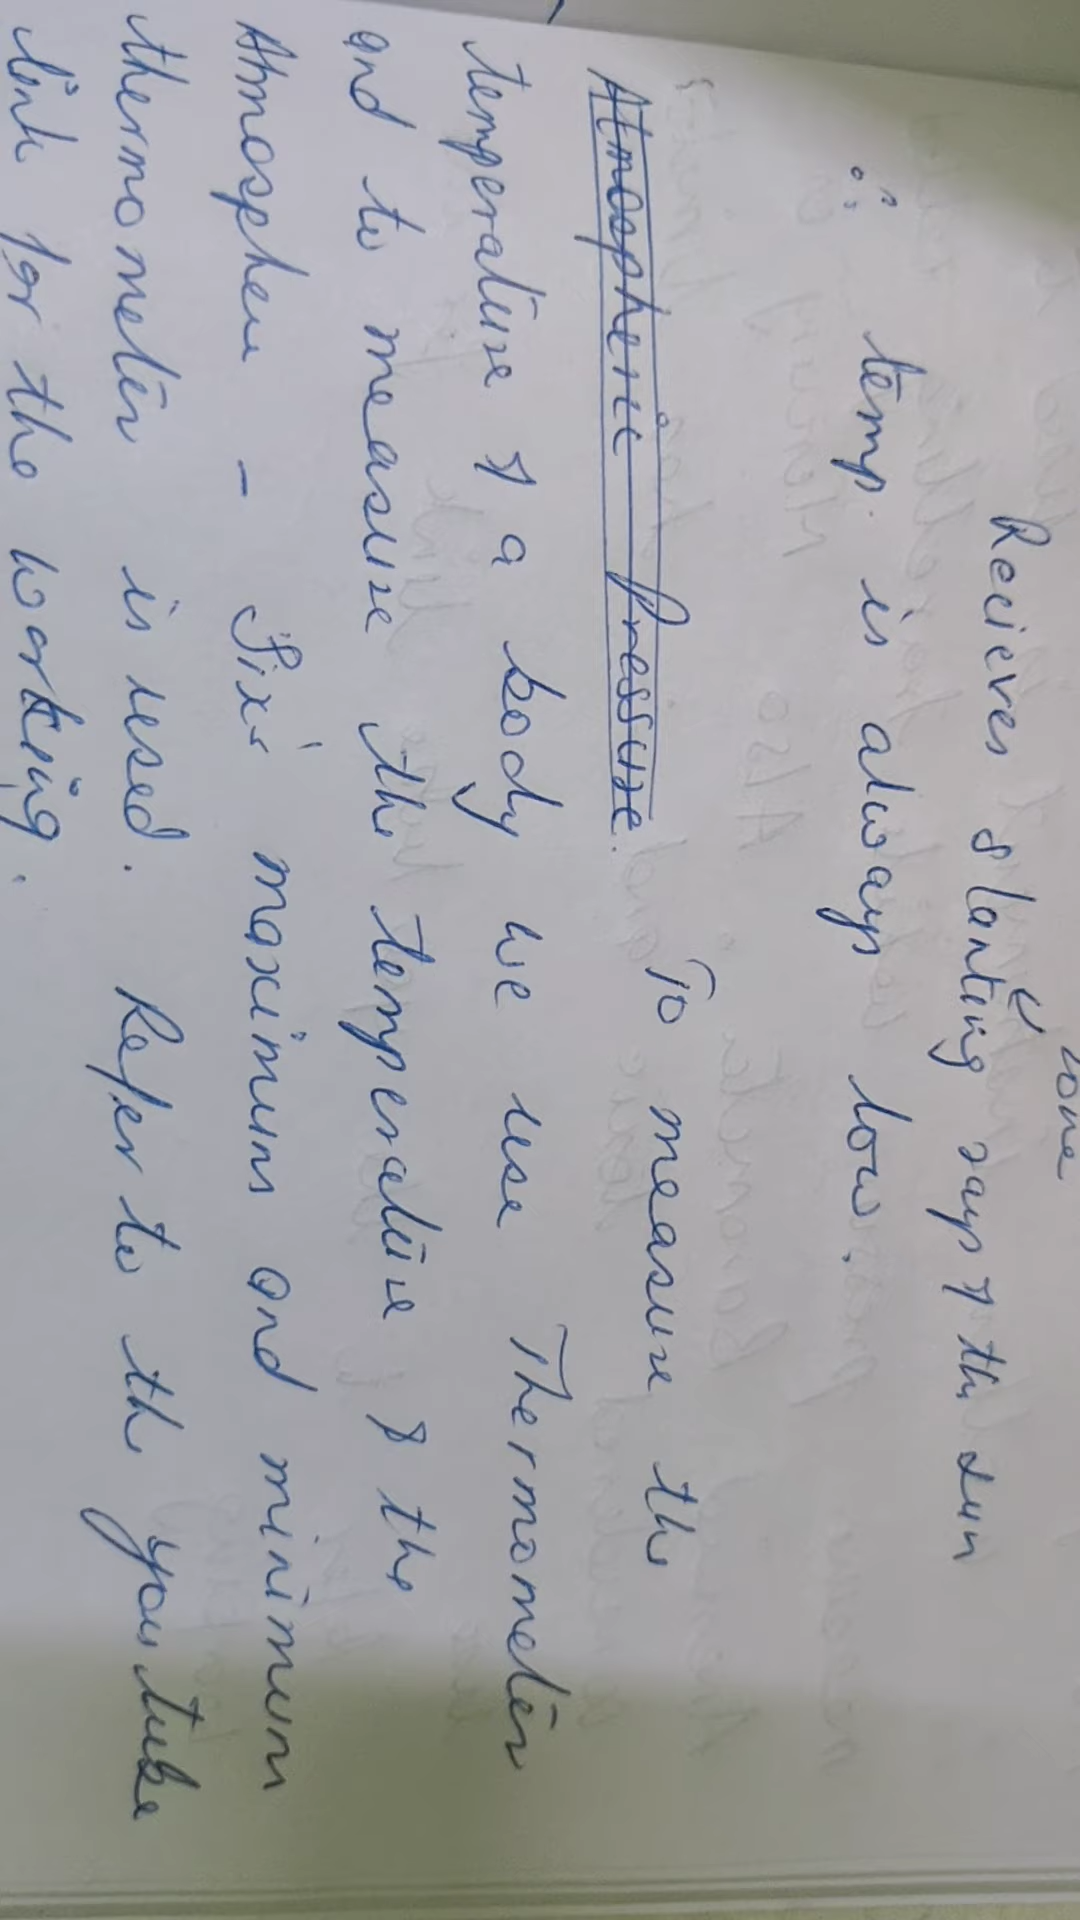 zone
Recieves slanting rays of the sun
∴ temp. is always low.
Atmospheric Pressure. To measure the
temperature of a body we use Thermometer
and to measure the temperature of the
Atmosphere - Six's maximum and minimum
thermometer is used. Refer to the youtube
link for the working.